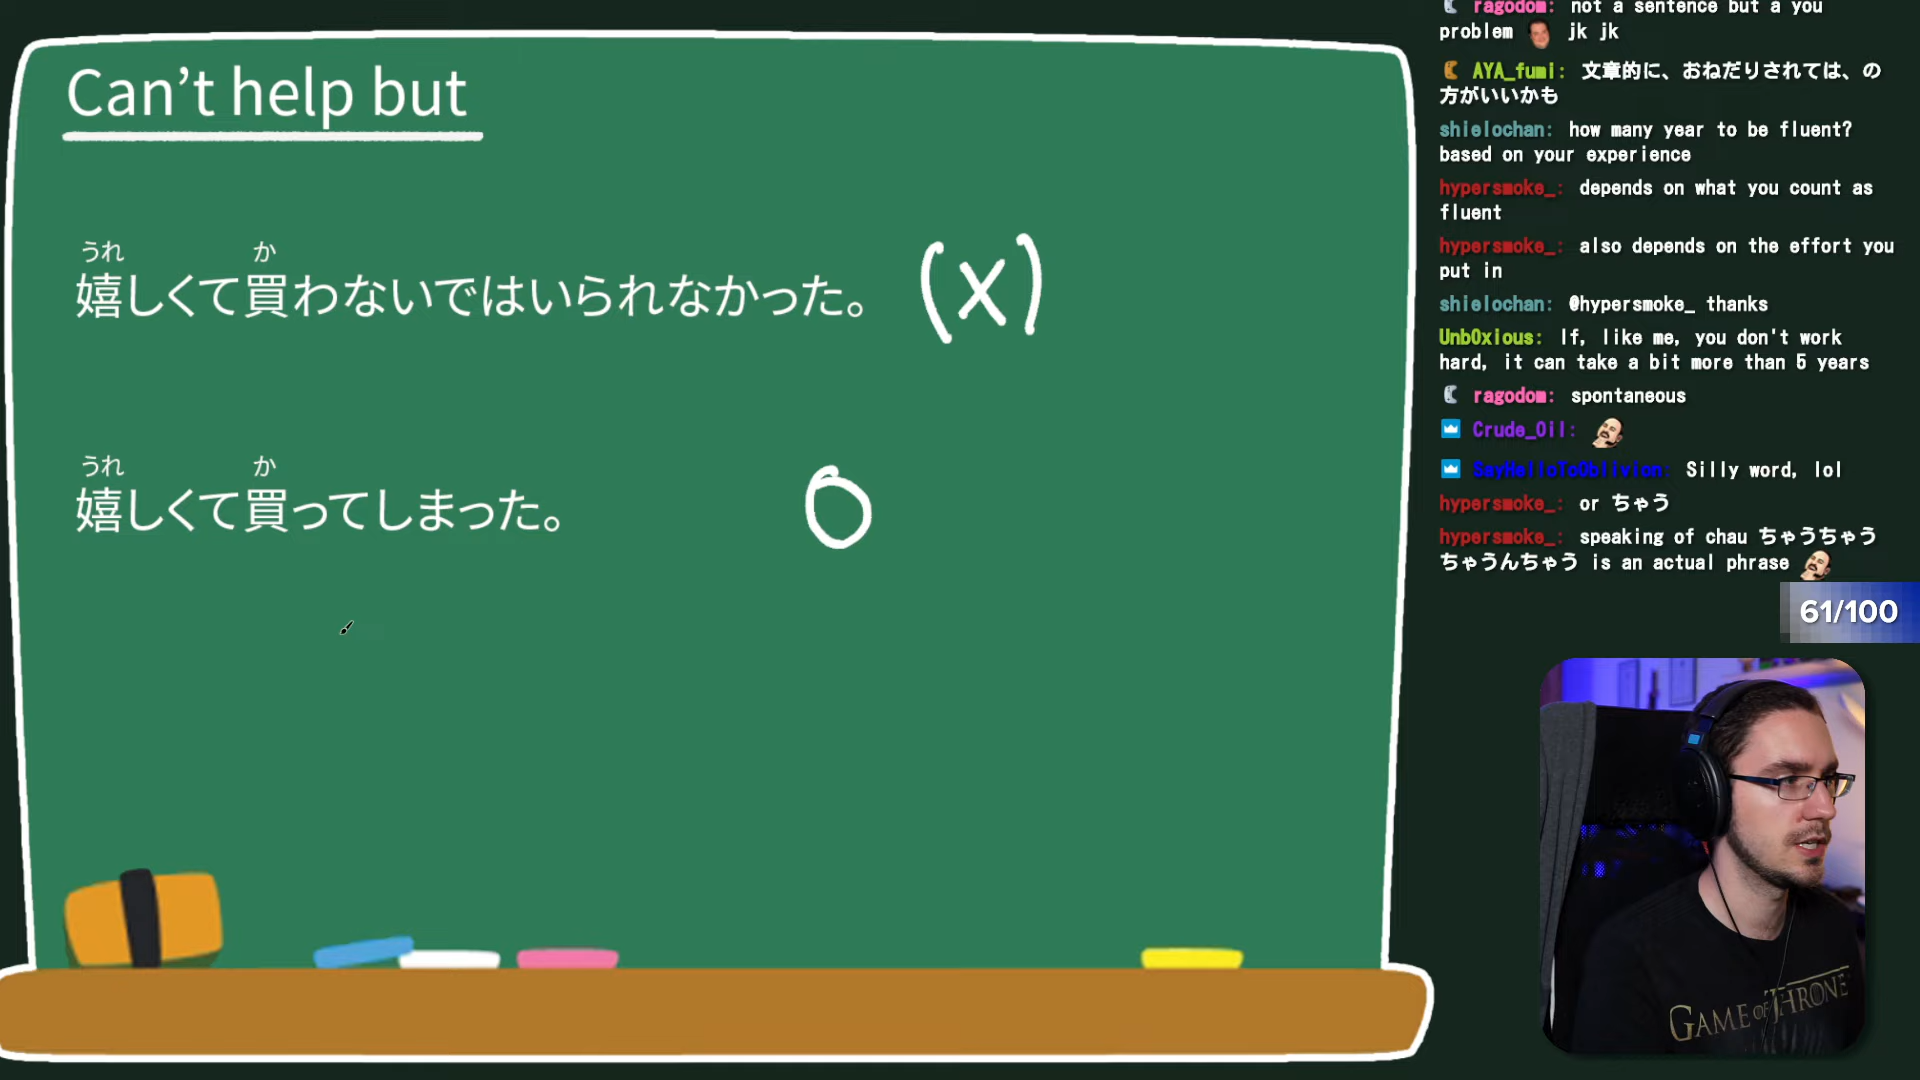 Can't help but
うれ か
嬉しくて買わないではいられなかった。 (x)
うれ か
嬉しくて買ってしまった。 O
ragodom: not a sentence but a you
problem jk jk
AYA_fumi: 文章的に、おねだりされては、の
方がいいかも
shielochan: how many year to be fluent?
based on your experience
hypersmoke_: depends on what you count as
fluent
hypersmoke_: also depends on the effort you
put in
shielochan: @hypersmoke_ thanks
Unb0xious: If, like me, you don't work
hard, it can take a bit more than 5 years
ragodom: spontaneous
Crude_Oil:
SayHelloToOblivion: Silly word, lol
hypersmoke_: or ちゃう
hypersmoke_: speaking of chau ちゃうちゃう
ちゃうんちゃう is an actual phrase
61/100
GAME OF THRONE